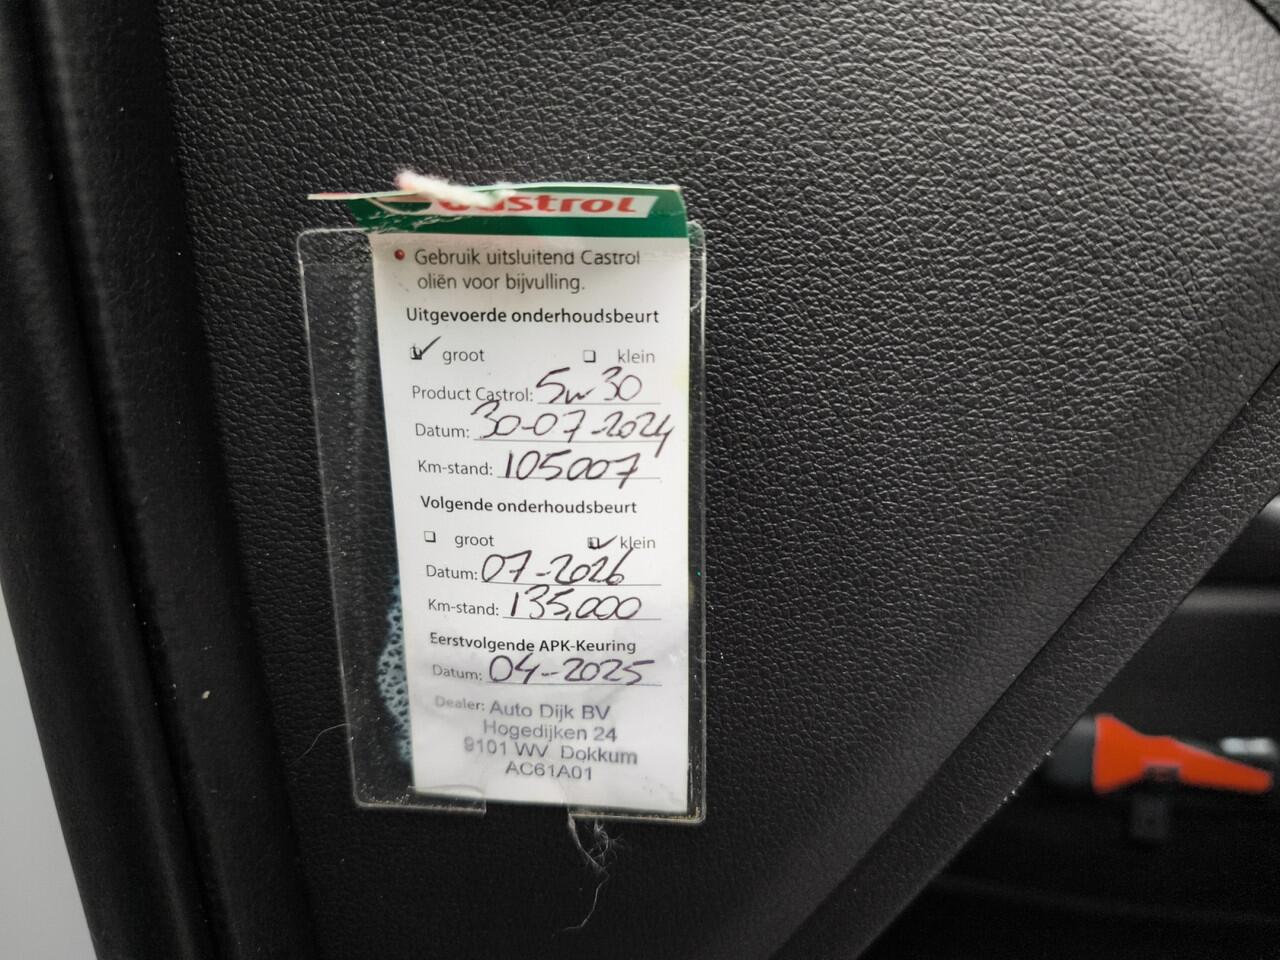 Castrol
Gebruik uitsluitend Castrol
oliën voor bijvulling.
Uitgevoerde onderhoudsbeurt
groot klein
Product Castrol: 5w30
Datum: 30-07-2024
Km-stand: 105007
Volgende onderhoudsbeurt
groot klein
Datum: 07-2026
Km-stand: 135,000
Eerstvolgende APK-Keuring
Datum: 04-2025
Dealer: Auto Dijk BV
Hogedijken 24
9101 WV Dokkum
AC61A01